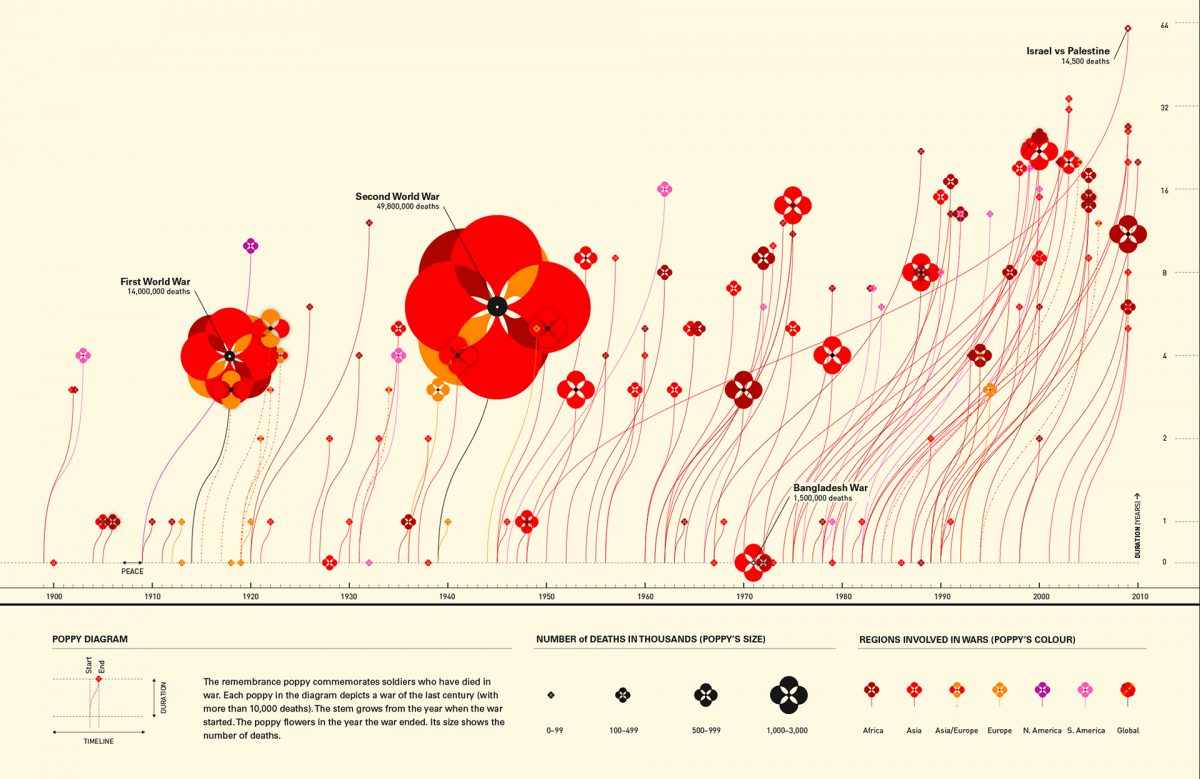 64
Israel vs Palestine
14,500 deaths
32
Second World War
49,800,000 deaths
16
First World War
14,000,000 deaths
8
4
2
Bangladesh War
1,500,000 deaths
DURATION (YEARS)
1
0
PEACE
1900 1910 1920 1930 1940 1950 1960 1970 1980 1990 2000 2010
POPPY DIAGRAM
Start
End
DURATION
TIMELINE
The remembrance poppy commemorates soldiers who have died in
war. Each poppy in the diagram depicts a war of the last century (with
more than 10,000 deaths). The stem grows from the year when the war
started. The poppy flowers in the year the war ended. Its size shows the
number of deaths.
NUMBER of DEATHS IN THOUSANDS (POPPY'S SIZE)
0–99 100–499 500–999 1,000–3,000
REGIONS INVOLVED IN WARS (POPPY'S COLOUR)
Africa Asia Asia/Europe Europe N. America S. America Global